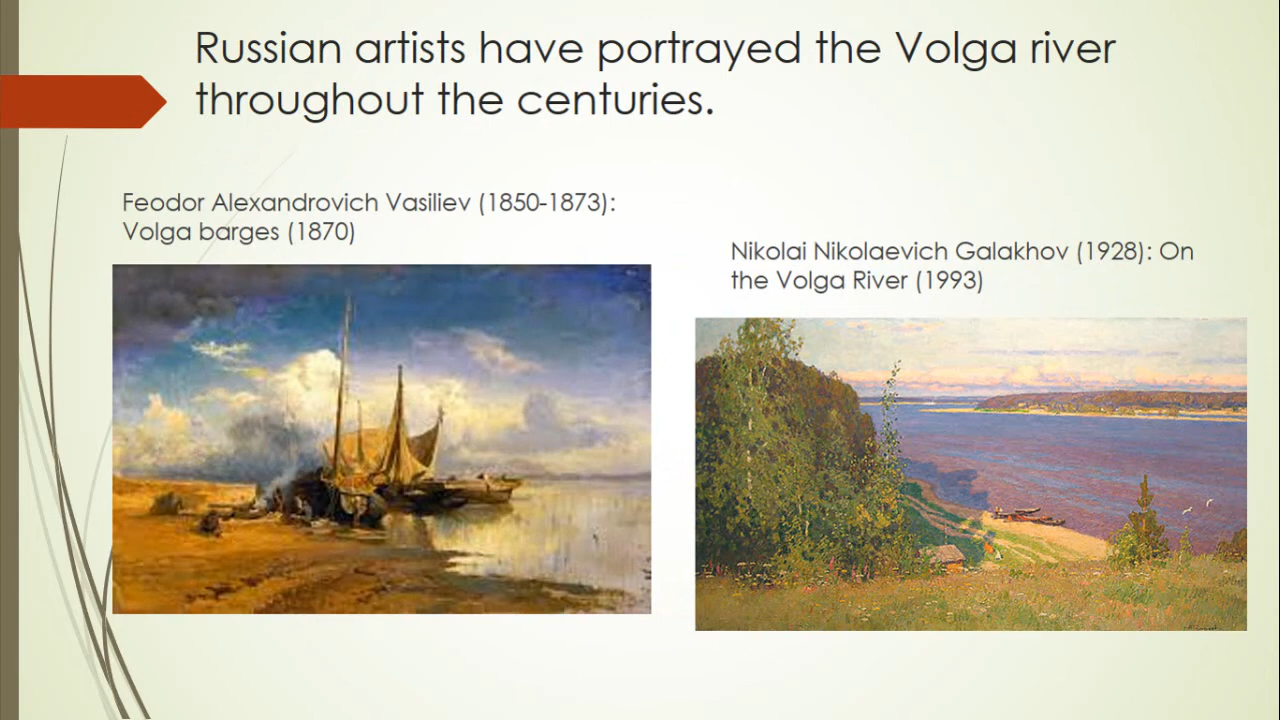 Russian artists have portrayed the Volga river
throughout the centuries.
Feodor Alexandrovich Vasiliev (1850-1873):
Volga barges (1870)
Nikolai Nikolaevich Galakhov (1928): On
the Volga River (1993)